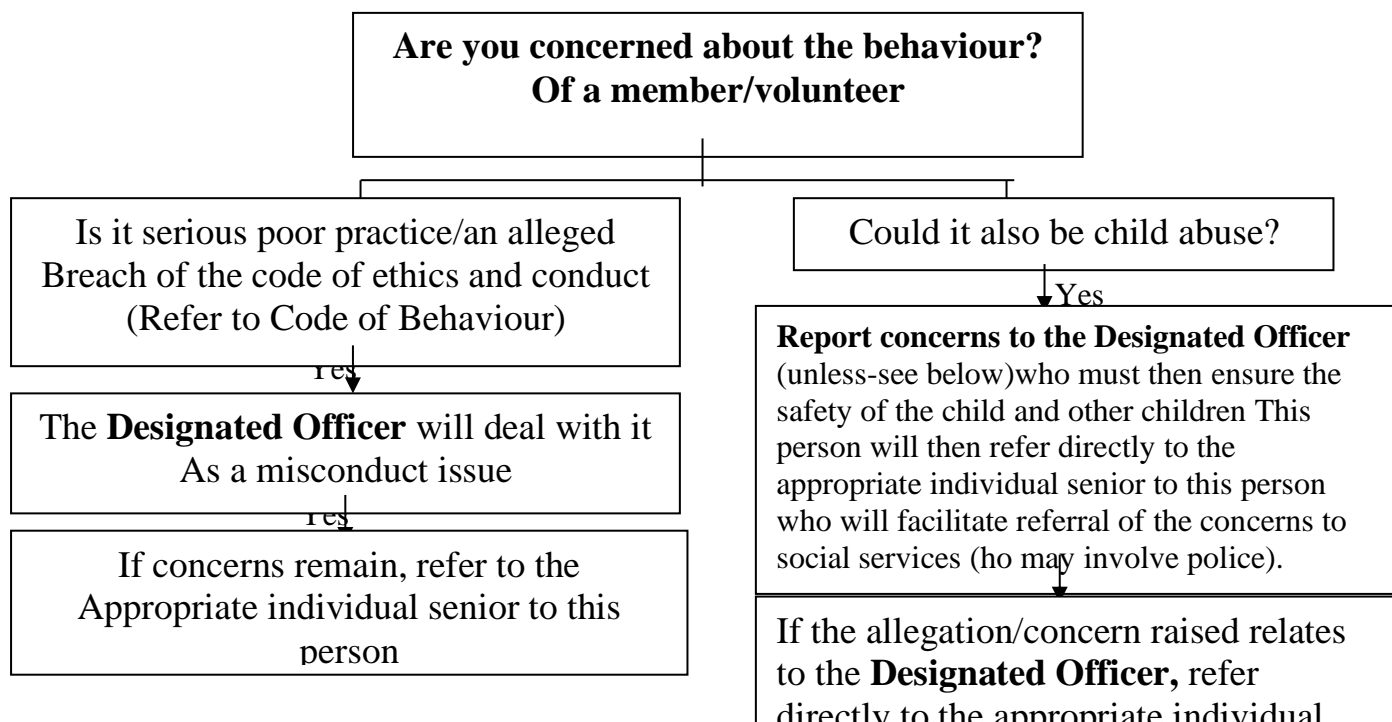 Are you concerned about the behaviour?
Of a member/volunteer
Is it serious poor practice/an alleged
Breach of the code of ethics and conduct
(Refer to Code of Behaviour)
Yes
The Designated Officer will deal with it
As a misconduct issue
Yes
If concerns remain, refer to the
Appropriate individual senior to this
person
Could it also be child abuse?
Yes
Report concerns to the Designated Officer
(unless-see below)who must then ensure the
safety of the child and other children This
person will then refer directly to the
appropriate individual senior to this person
who will facilitate referral of the concerns to
social services (ho may involve police).
If the allegation/concern raised relates
to the Designated Officer, refer
directly to the appropriate individual